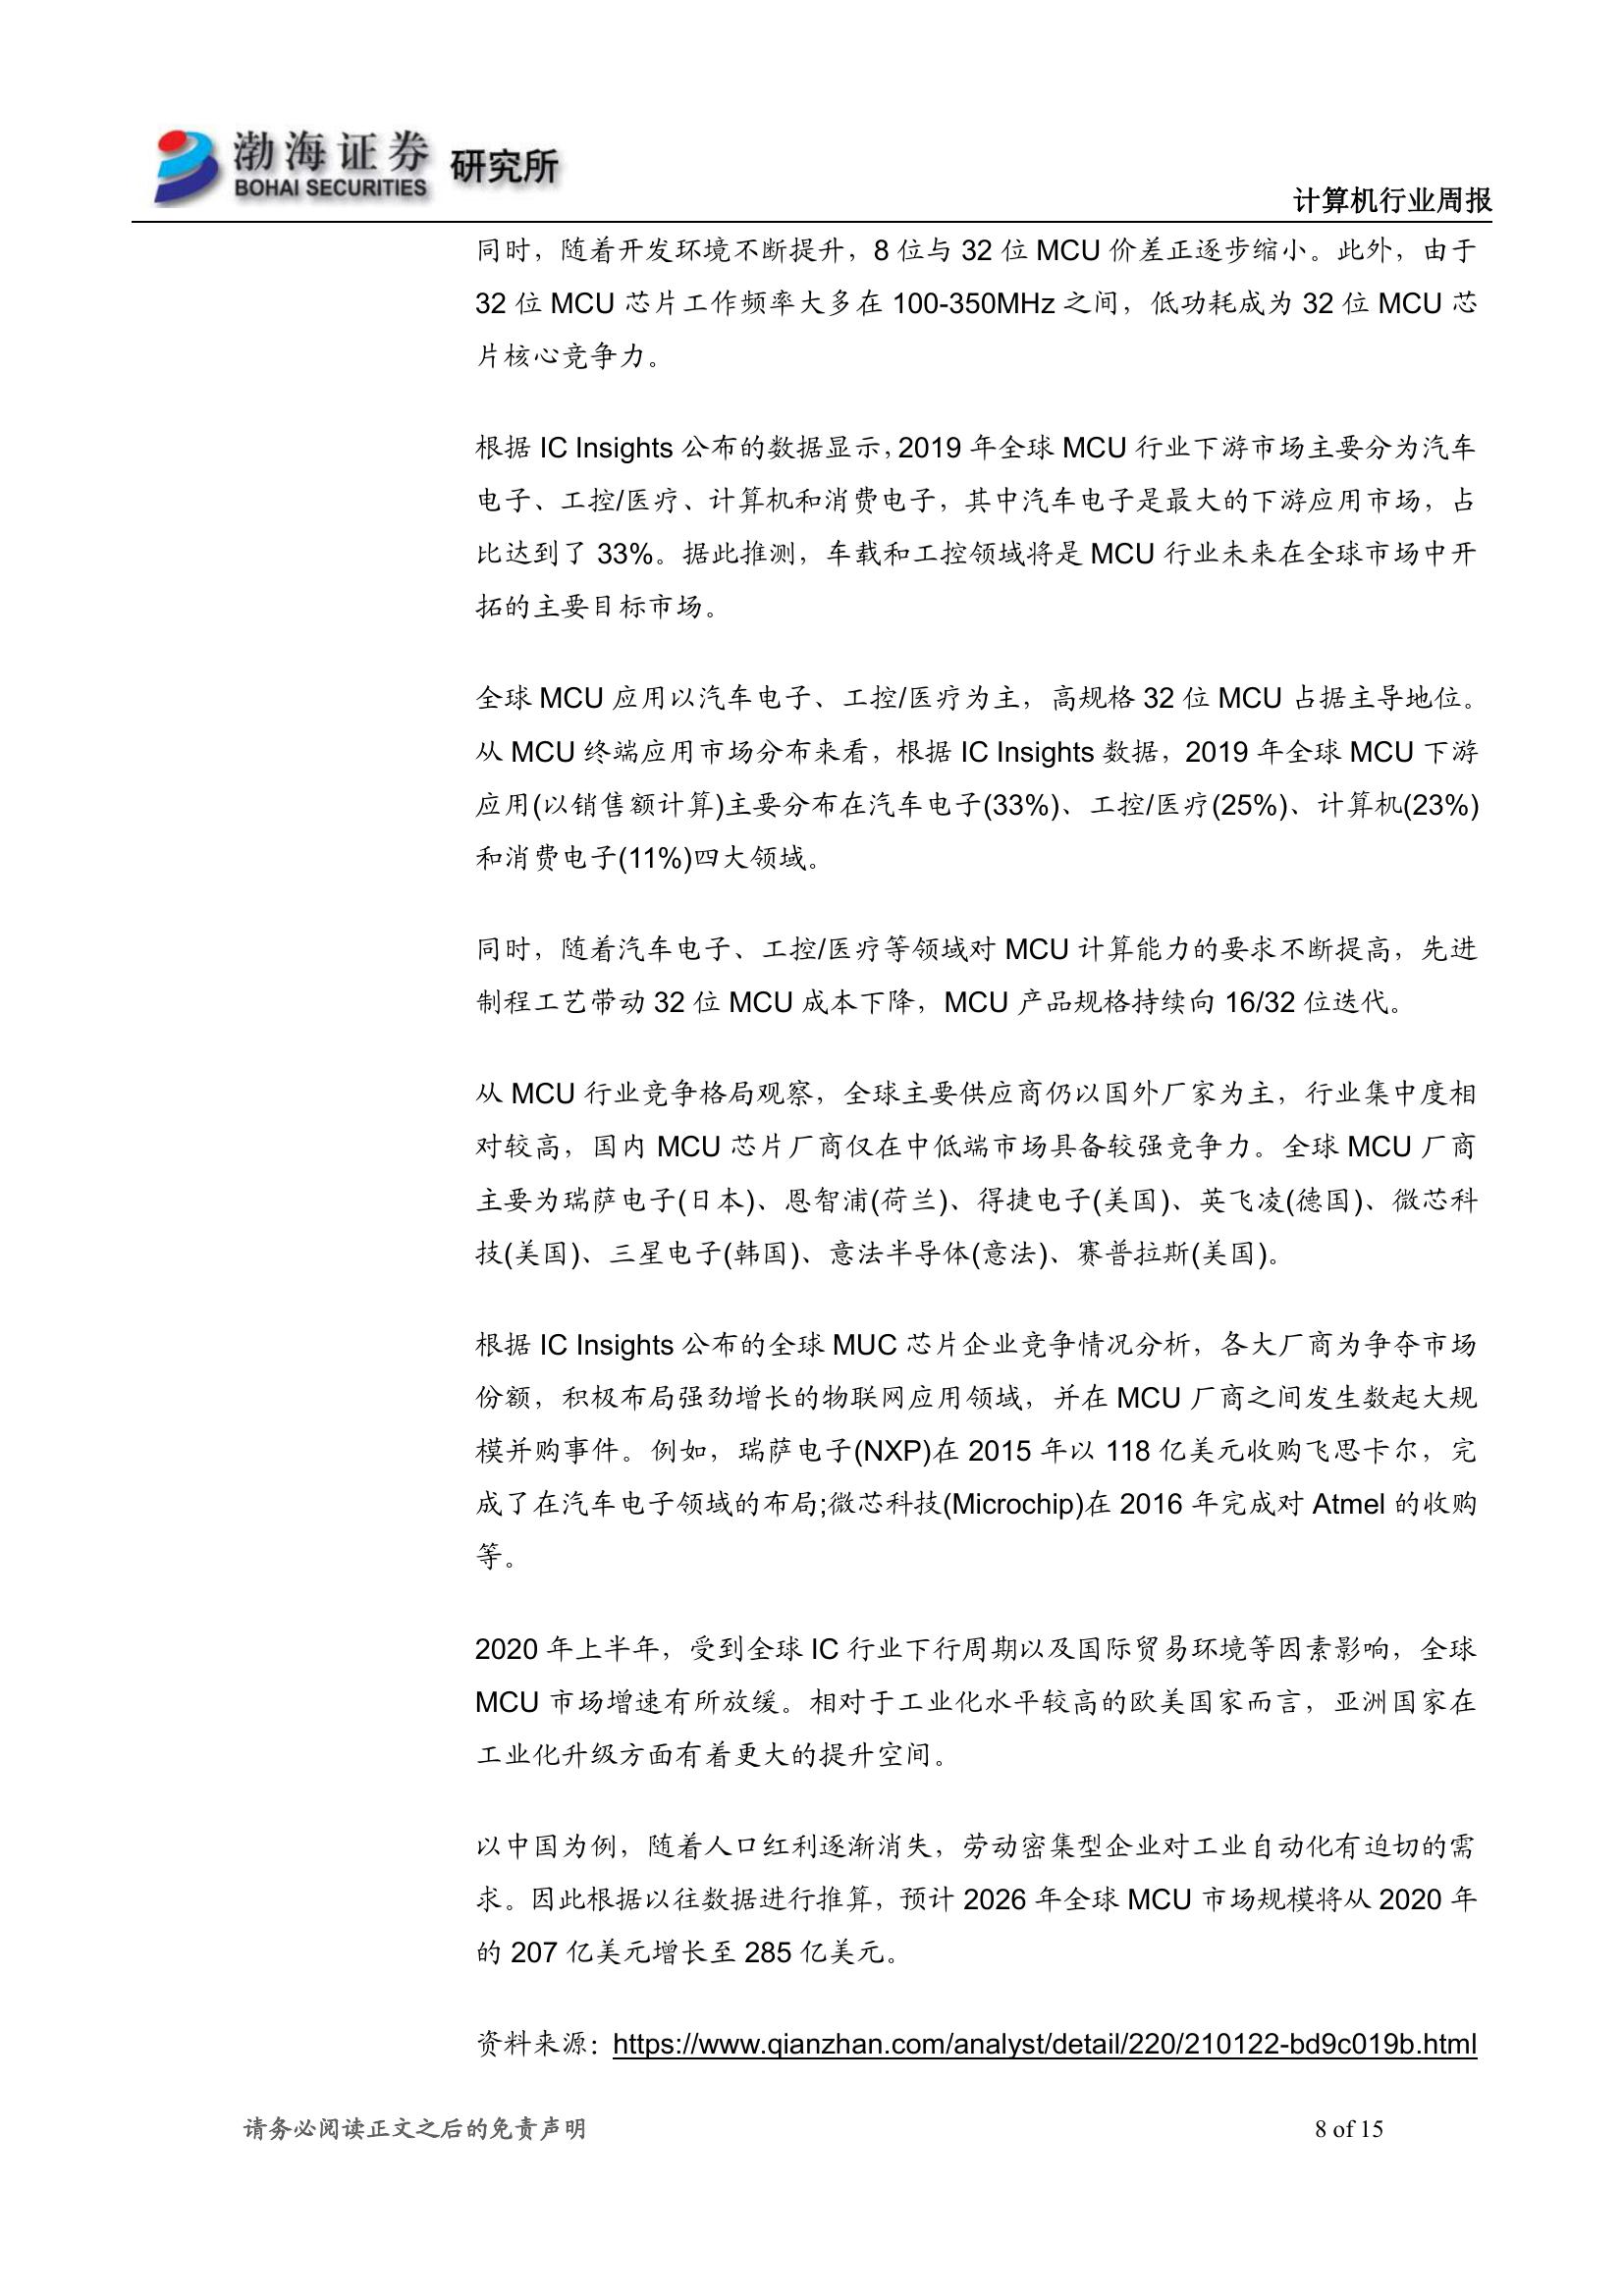 渤海证券 研究所
BOHAI SECURITIES
计算机行业周报
同时，随着开发环境不断提升，8 位与 32 位 MCU 价差正逐步缩小。此外，由于
32 位 MCU 芯片工作频率大多在 100-350MHz 之间，低功耗成为 32 位 MCU 芯
片核心竞争力。
根据 IC Insights 公布的数据显示，2019 年全球 MCU 行业下游市场主要分为汽车
电子、工控/医疗、计算机和消费电子，其中汽车电子是最大的下游应用市场，占
比达到了 33%。据此推测，车载和工控领域将是 MCU 行业未来在全球市场中开
拓的主要目标市场。
全球 MCU 应用以汽车电子、工控/医疗为主，高规格 32 位 MCU 占据主导地位。
从 MCU 终端应用市场分布来看，根据 IC Insights 数据，2019 年全球 MCU 下游
应用(以销售额计算)主要分布在汽车电子(33%)、工控/医疗(25%)、计算机(23%)
和消费电子(11%)四大领域。
同时，随着汽车电子、工控/医疗等领域对 MCU 计算能力的要求不断提高，先进
制程工艺带动 32 位 MCU 成本下降，MCU 产品规格持续向 16/32 位迭代。
从 MCU 行业竞争格局观察，全球主要供应商仍以国外厂家为主，行业集中度相
对较高，国内 MCU 芯片厂商仅在中低端市场具备较强竞争力。全球 MCU 厂商
主要为瑞萨电子(日本)、恩智浦(荷兰)、得捷电子(美国)、英飞凌(德国)、微芯科
技(美国)、三星电子(韩国)、意法半导体(意法)、赛普拉斯(美国)。
根据 IC Insights 公布的全球 MUC 芯片企业竞争情况分析，各大厂商为争夺市场
份额，积极布局强劲增长的物联网应用领域，并在 MCU 厂商之间发生数起大规
模并购事件。例如，瑞萨电子(NXP)在 2015 年以 118 亿美元收购飞思卡尔，完
成了在汽车电子领域的布局;微芯科技(Microchip)在 2016 年完成对 Atmel 的收购
等。
2020 年上半年，受到全球 IC 行业下行周期以及国际贸易环境等因素影响，全球
MCU 市场增速有所放缓。相对于工业化水平较高的欧美国家而言，亚洲国家在
工业化升级方面有着更大的提升空间。
以中国为例，随着人口红利逐渐消失，劳动密集型企业对工业自动化有迫切的需
求。因此根据以往数据进行推算，预计 2026 年全球 MCU 市场规模将从 2020 年
的 207 亿美元增长至 285 亿美元。
资料来源：https://www.qianzhan.com/analyst/detail/220/210122-bd9c019b.html
请务必阅读正文之后的免责声明 8 of 15